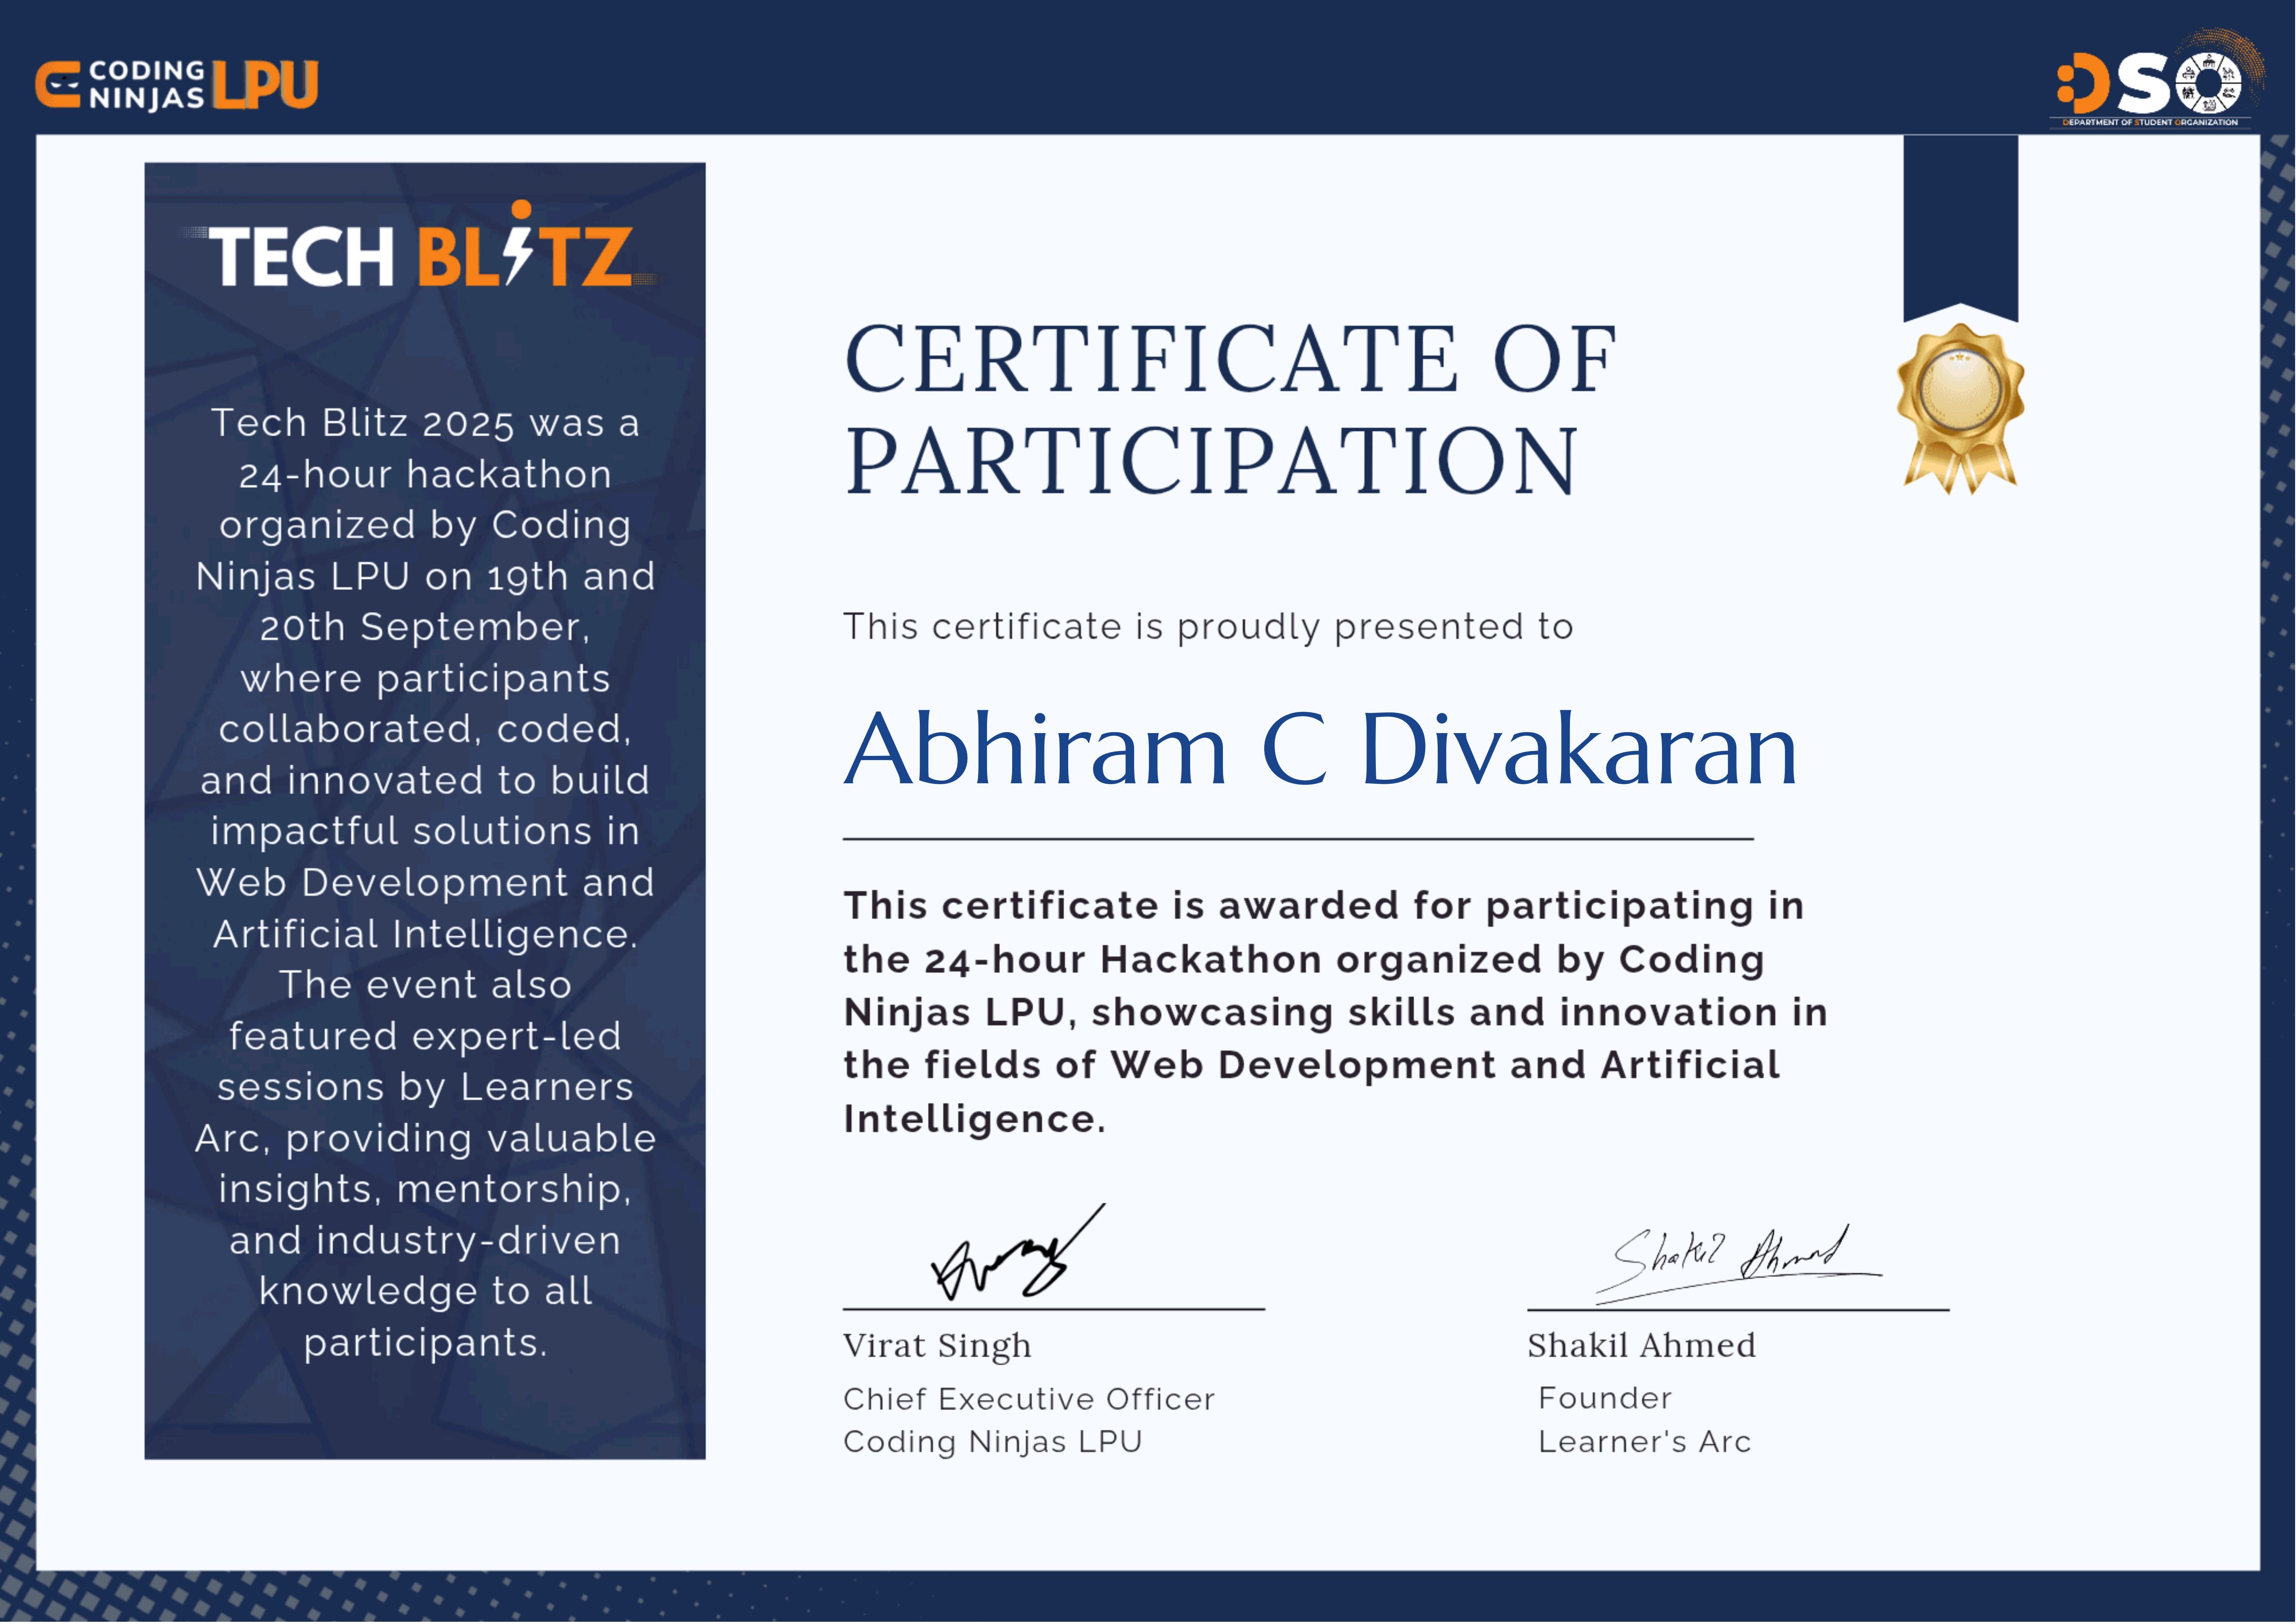 CODING
NINJAS LPU
DSO
DEPARTMENT OF STUDENT ORGANIZATION
TECH BLITZ
Tech Blitz 2025 was a
24-hour hackathon
organized by Coding
Ninjas LPU on 19th and
20th September,
where participants
collaborated, coded,
and innovated to build
impactful solutions in
Web Development and
Artificial Intelligence.
The event also
featured expert-led
sessions by Learners
Arc, providing valuable
insights, mentorship,
and industry-driven
knowledge to all
participants.
CERTIFICATE OF
PARTICIPATION
This certificate is proudly presented to
Abhiram C Divakaran
This certificate is awarded for participating in
the 24-hour Hackathon organized by Coding
Ninjas LPU, showcasing skills and innovation in
the fields of Web Development and Artificial
Intelligence.
Shakil Ahmed
Virat Singh
Chief Executive Officer
Coding Ninjas LPU
Shakil Ahmed
Founder
Learner's Arc